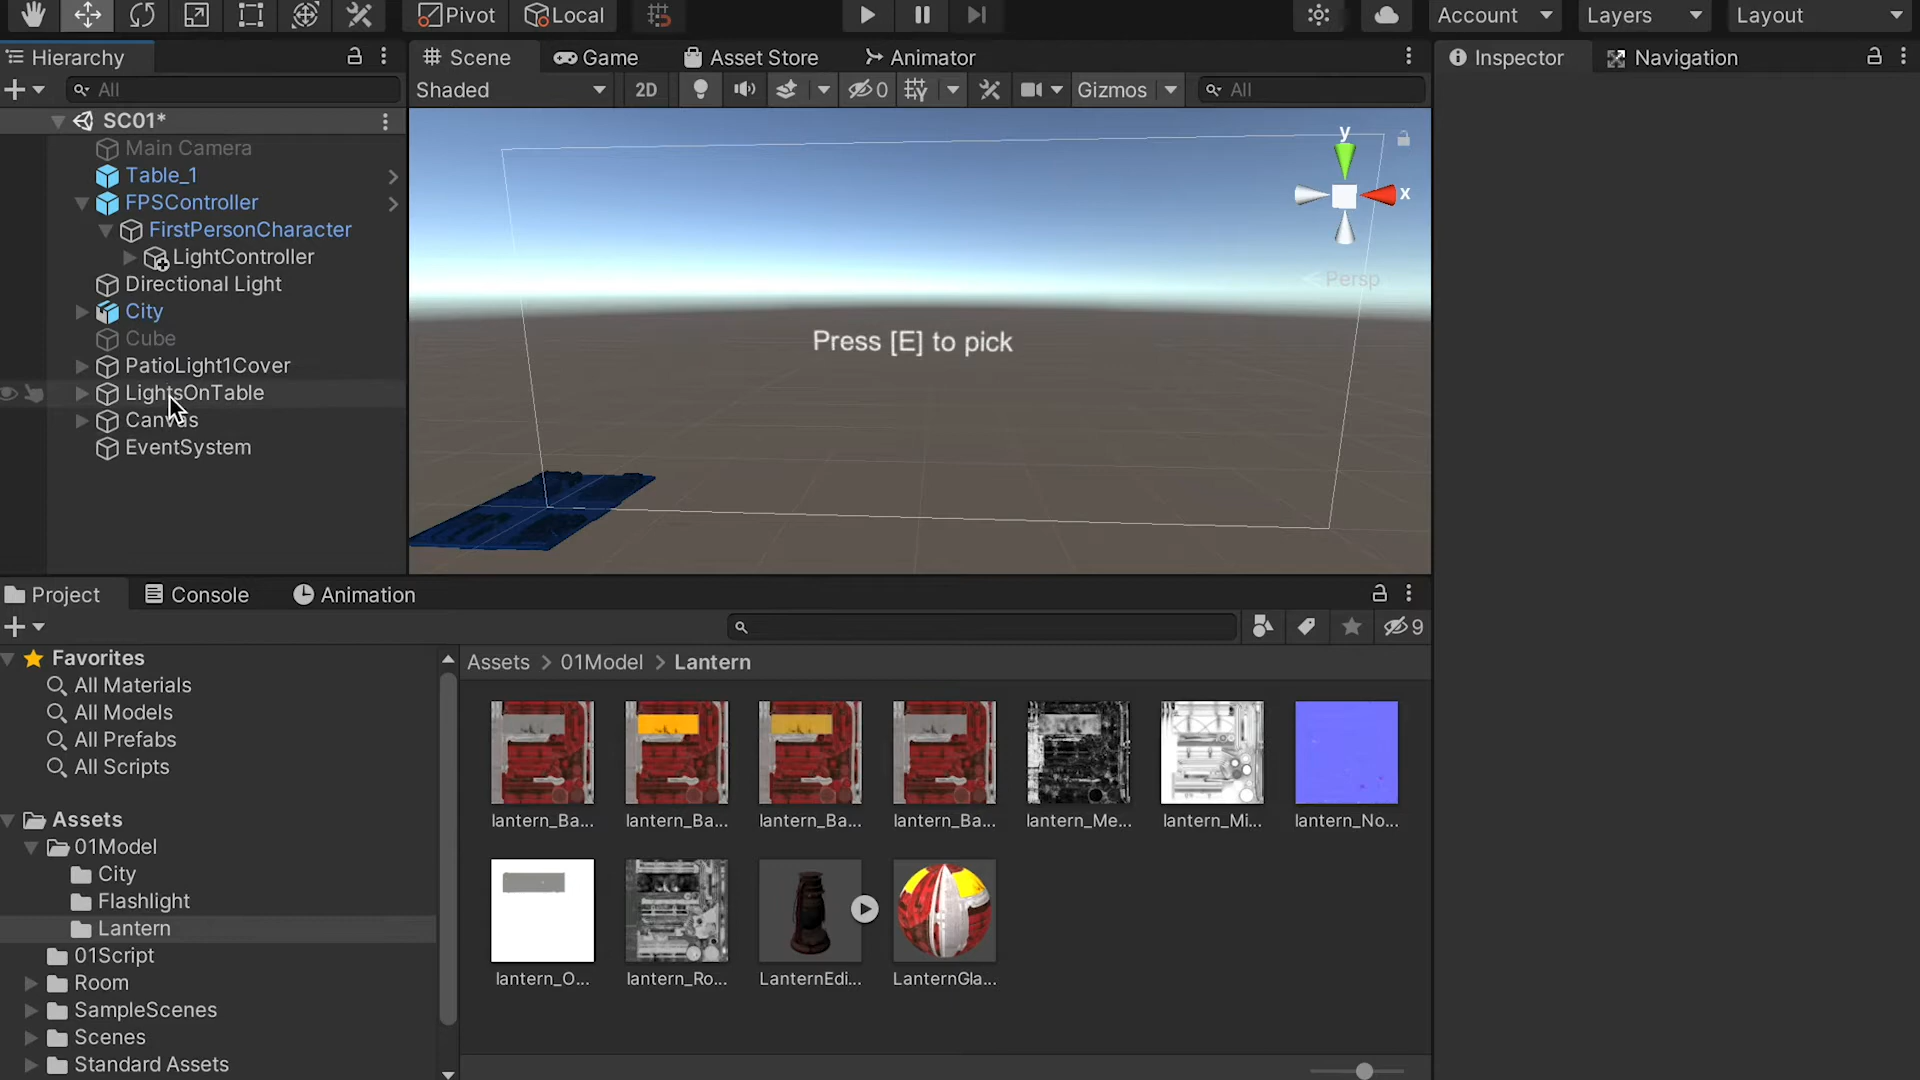 Pivot Local Account Layers Layout
Hierarchy Scene Game Asset Store Animator Inspector Navigation
All Shaded 2D 0 Gizmos All
SC01*
Main Camera
Table_1
FPSController
FirstPersonCharacter
LightController
Directional Light
City
Cube
PatioLight1Cover
LightsOnTable
Canvas
EventSystem
y
x
Persp
Press [E] to pick
Project Console Animation
9
Favorites
All Materials
All Models
All Prefabs
All Scripts
Assets
01Model
City
Flashlight
Lantern
01Script
Room
SampleScenes
Scenes
Standard Assets
Assets > 01Model > Lantern
lantern_Ba... lantern_Ba... lantern_Ba... lantern_Ba... lantern_Me... lantern_Mi... lantern_No...
lantern_O... lantern_Ro... LanternEdi... LanternGla...